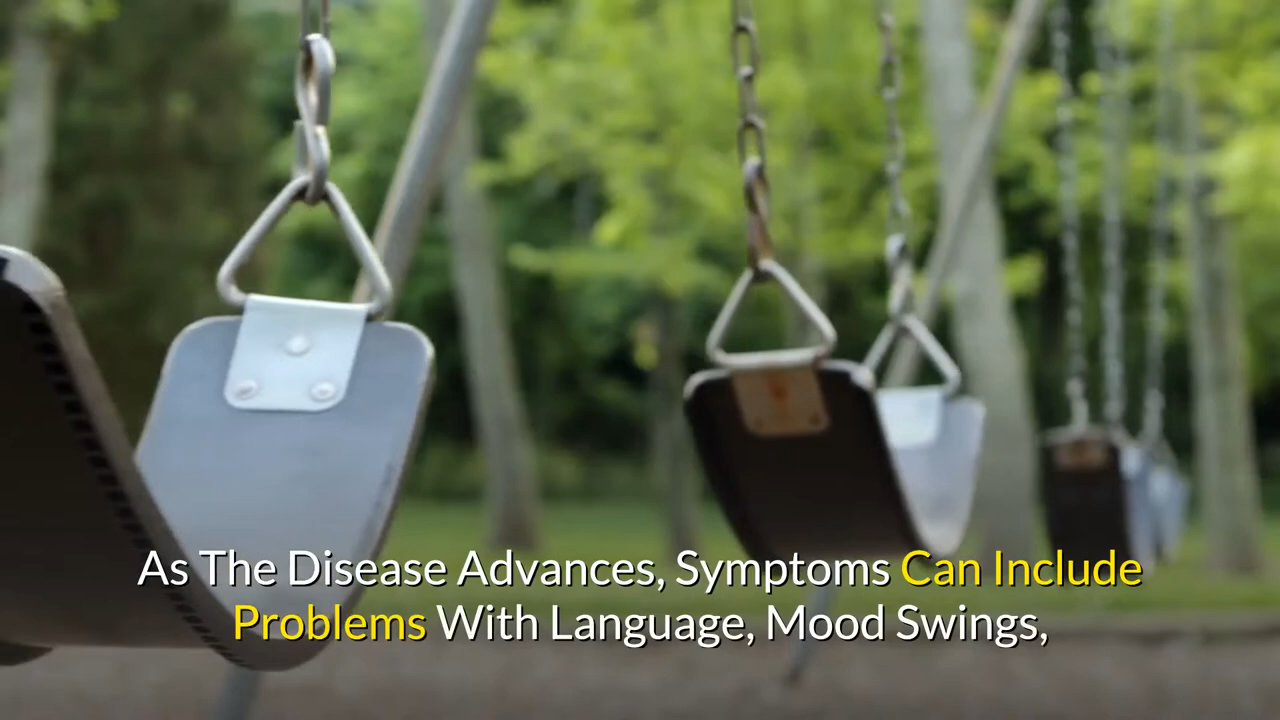 As The Disease Advances, Symptoms Can Include
Problems With Language, Mood Swings,